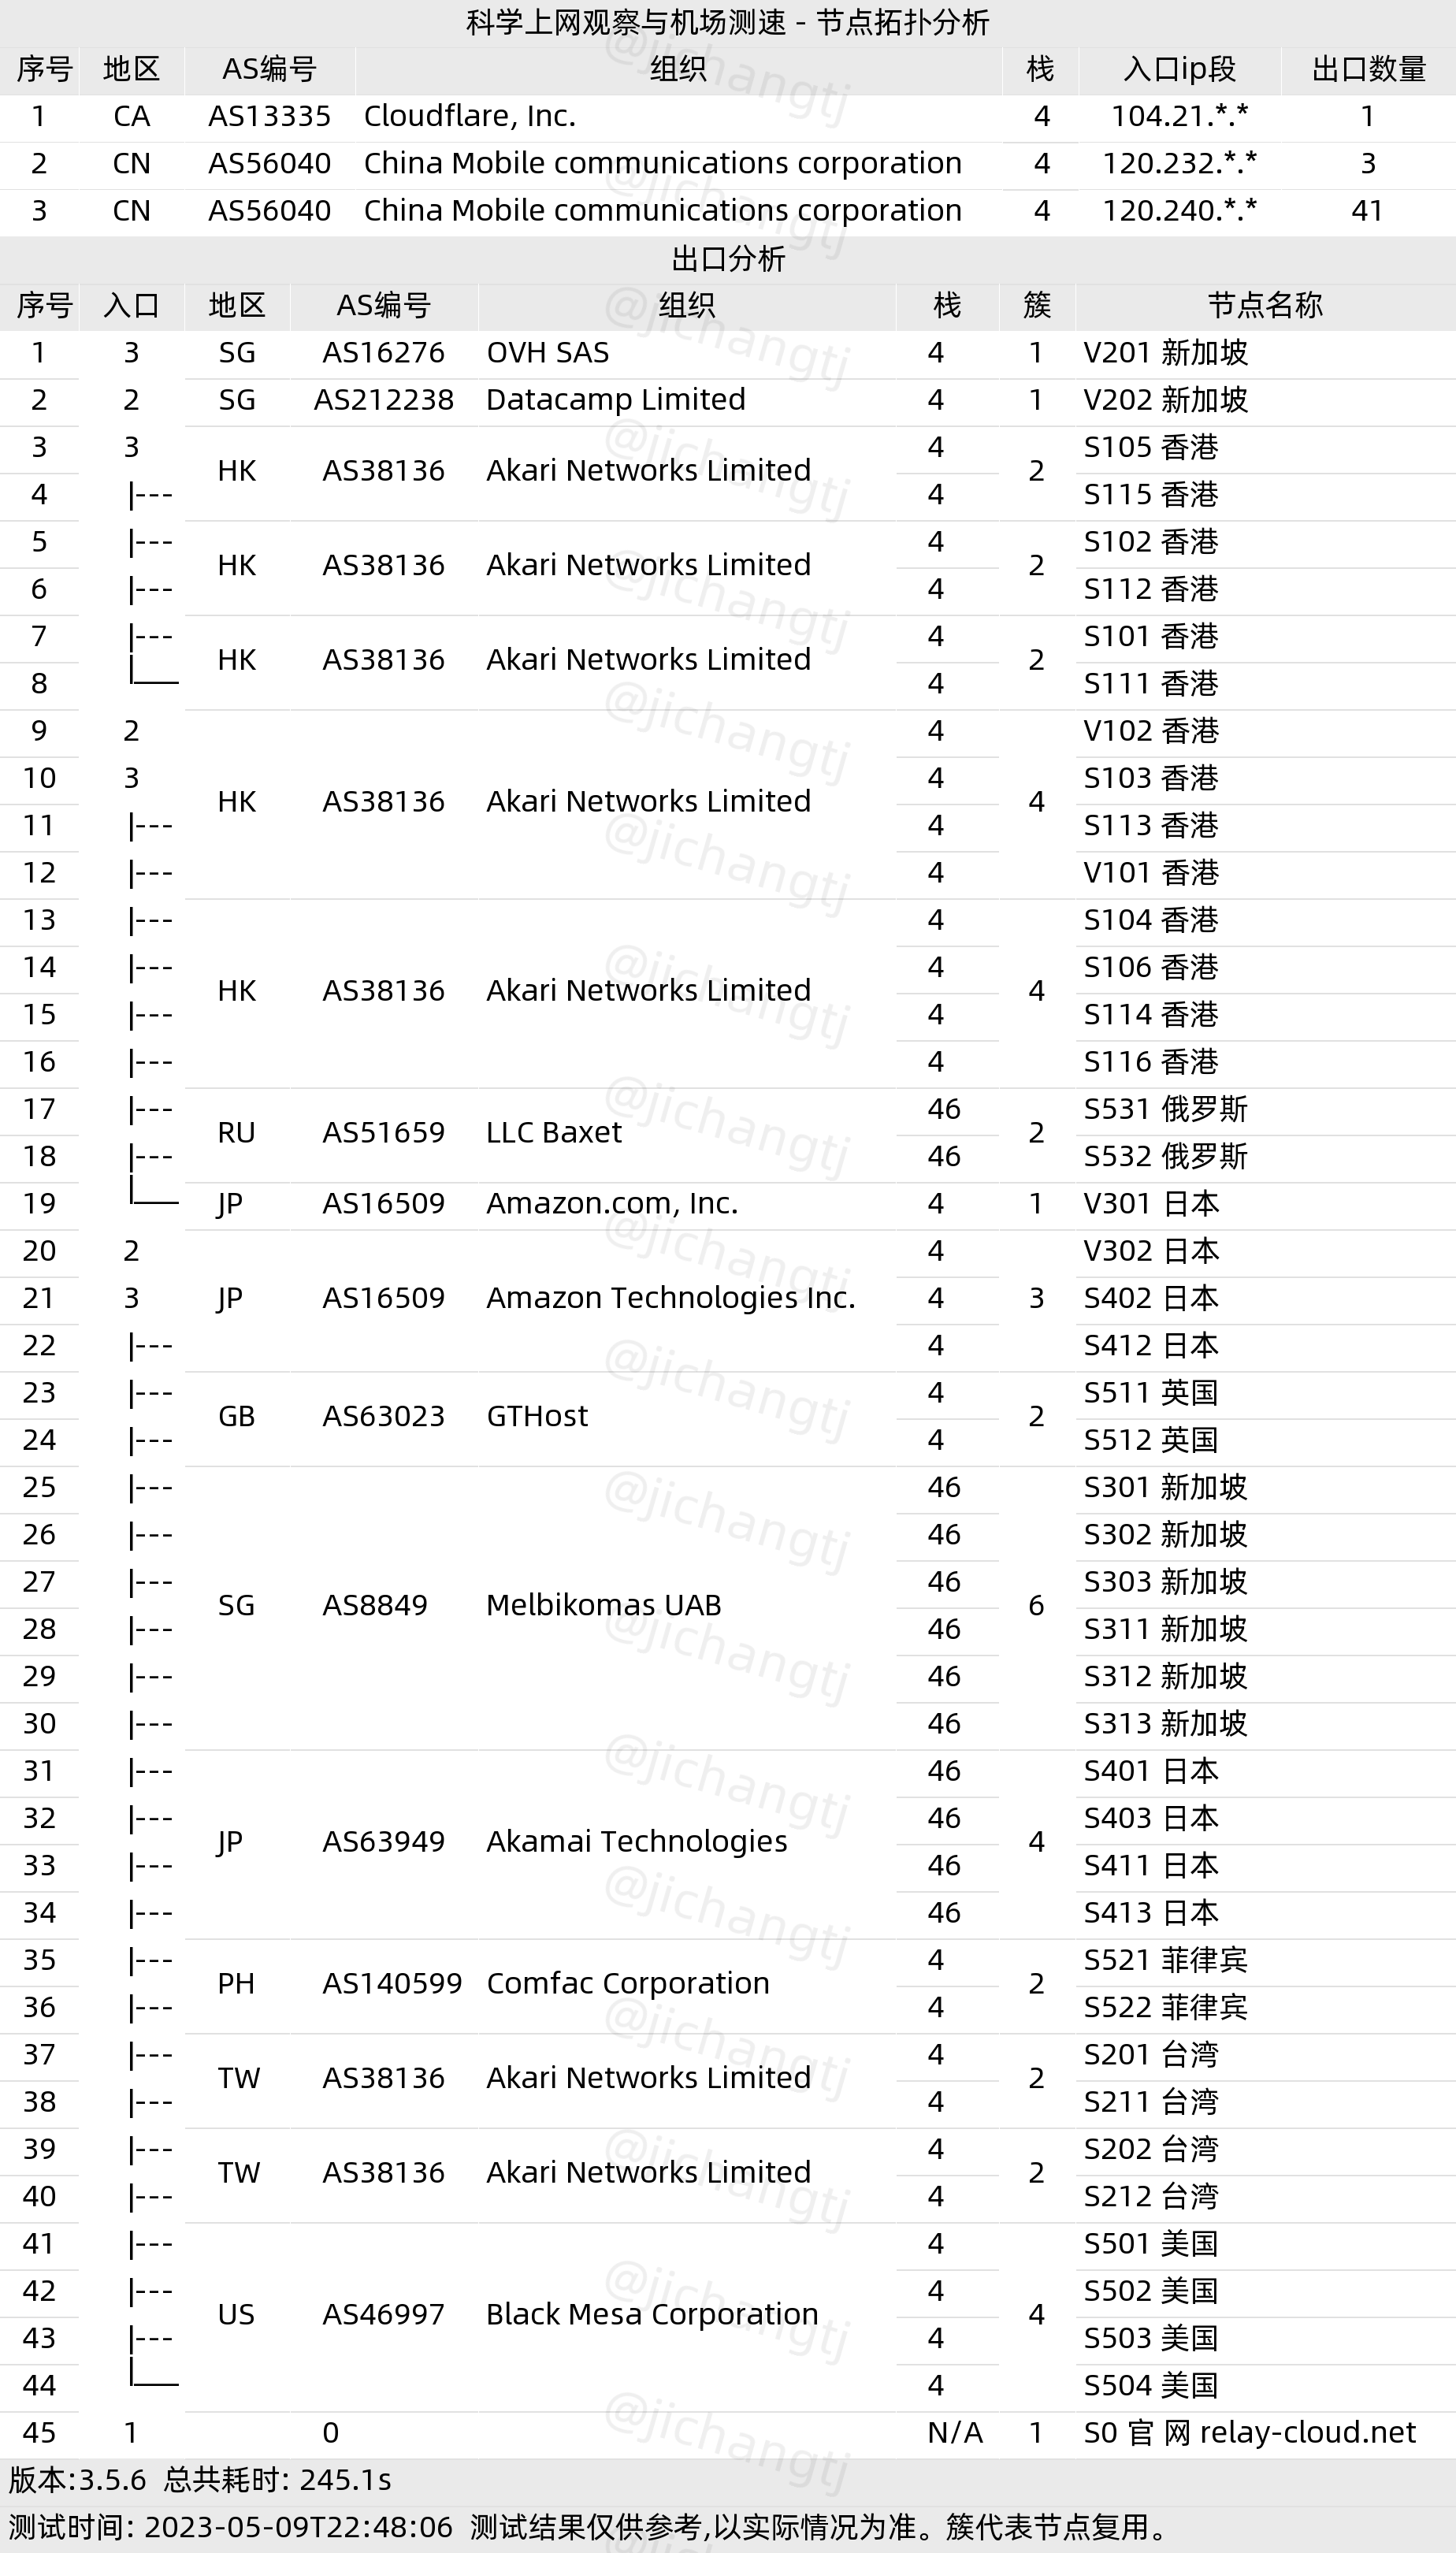 科学上网观察与机场测速 - 节点拓扑分析
序号 地区 AS编号 组织 栈 入口ip段 出口数量
1 CA AS13335 Cloudflare, Inc. 4 104.21.*.* 1
2 CN AS56040 China Mobile communications corporation 4 120.232.*.* 3
3 CN AS56040 China Mobile communications corporation 4 120.240.*.* 41
出口分析
序号 入口 地区 AS编号 组织 栈 簇 节点名称
1 3 SG AS16276 OVH SAS 4 1 V201 新加坡
2 2 SG AS212238 Datacamp Limited 4 1 V202 新加坡
3 3 HK AS38136 Akari Networks Limited 4 2 S105 香港
4 |--- 4 S115 香港
5 |--- HK AS38136 Akari Networks Limited 4 2 S102 香港
6 |--- 4 S112 香港
7 |--- HK AS38136 Akari Networks Limited 4 2 S101 香港
8 |___ 4 S111 香港
9 2 HK AS38136 Akari Networks Limited 4 4 V102 香港
10 3 4 S103 香港
11 |--- 4 S113 香港
12 |--- 4 V101 香港
13 |--- HK AS38136 Akari Networks Limited 4 4 S104 香港
14 |--- 4 S106 香港
15 |--- 4 S114 香港
16 |--- 4 S116 香港
17 |--- RU AS51659 LLC Baxet 46 2 S531 俄罗斯
18 |--- 46 S532 俄罗斯
19 |___ JP AS16509 Amazon.com, Inc. 4 1 V301 日本
20 2 JP AS16509 Amazon Technologies Inc. 4 3 V302 日本
21 3 4 S402 日本
22 |--- 4 S412 日本
23 |--- GB AS63023 GTHost 4 2 S511 英国
24 |--- 4 S512 英国
25 |--- SG AS8849 Melbikomas UAB 46 6 S301 新加坡
26 |--- 46 S302 新加坡
27 |--- 46 S303 新加坡
28 |--- 46 S311 新加坡
29 |--- 46 S312 新加坡
30 |--- 46 S313 新加坡
31 |--- JP AS63949 Akamai Technologies 46 4 S401 日本
32 |--- 46 S403 日本
33 |--- 46 S411 日本
34 |--- 46 S413 日本
35 |--- PH AS140599 Comfac Corporation 4 2 S521 菲律宾
36 |--- 4 S522 菲律宾
37 |--- TW AS38136 Akari Networks Limited 4 2 S201 台湾
38 |--- 4 S211 台湾
39 |--- TW AS38136 Akari Networks Limited 4 2 S202 台湾
40 |--- 4 S212 台湾
41 |--- US AS46997 Black Mesa Corporation 4 4 S501 美国
42 |--- 4 S502 美国
43 |--- 4 S503 美国
44 |___ 4 S504 美国
45 1 0 N/A 1 S0 官 网 relay-cloud.net
版本:3.5.6 总共耗时: 245.1s
测试时间: 2023-05-09T22:48:06 测试结果仅供参考,以实际情况为准。簇代表节点复用。
@jichangtj